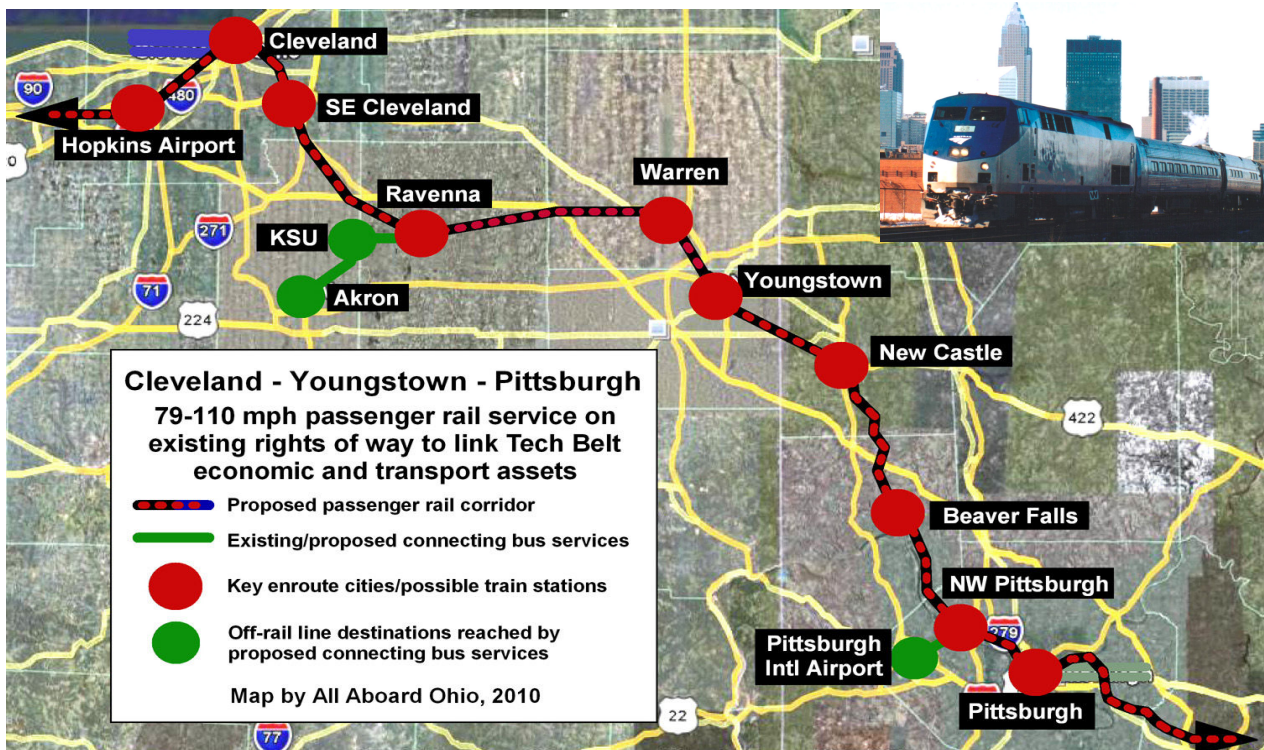 Cleveland
90
480
SE Cleveland
Hopkins Airport
Warren
Ravenna
KSU
271
71
Akron
Youngstown
224
New Castle
422
Cleveland - Youngstown - Pittsburgh
79-110 mph passenger rail service on
existing rights of way to link Tech Belt
economic and transport assets
Proposed passenger rail corridor
Existing/proposed connecting bus services
Key enroute cities/possible train stations
Off-rail line destinations reached by
proposed connecting bus services
Map by All Aboard Ohio, 2010
Beaver Falls
NW Pittsburgh
279
Pittsburgh
Intl Airport
Pittsburgh
22
77